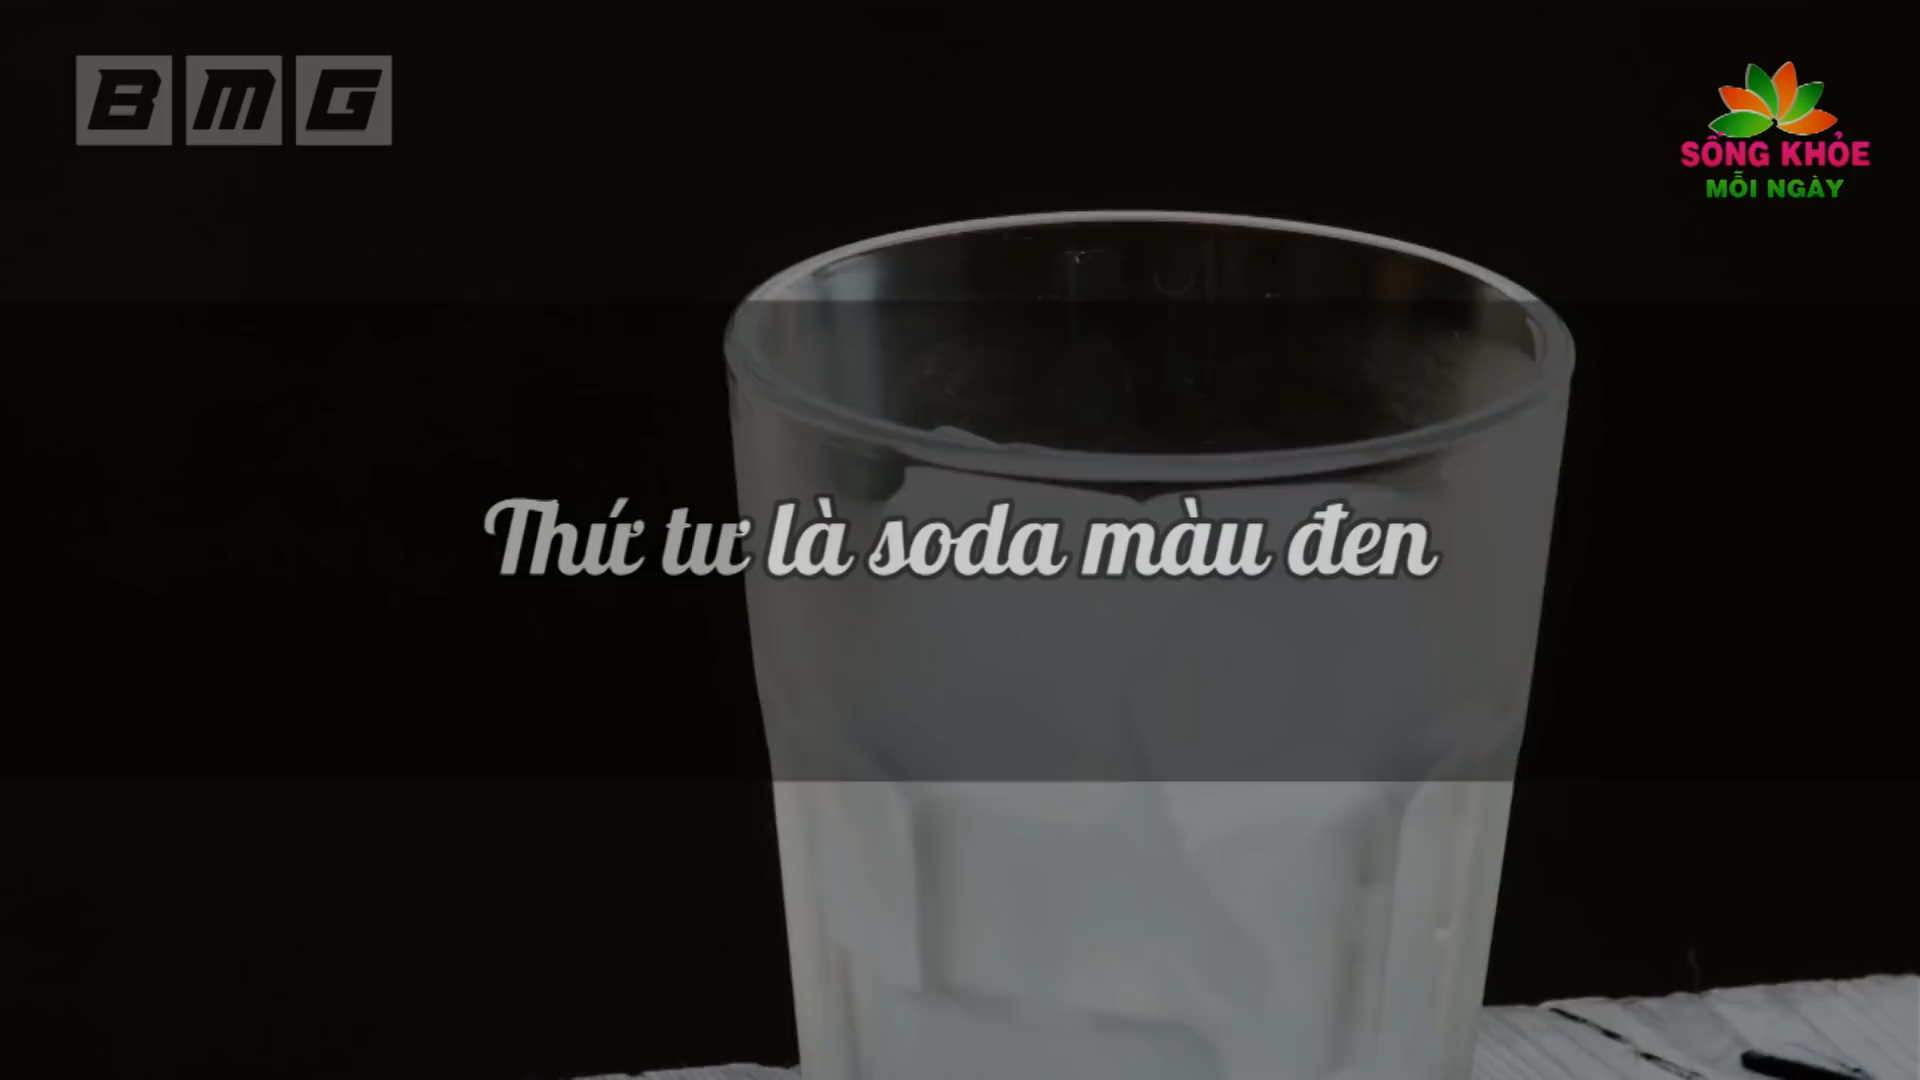 BMG
SỐNG KHỎE
MỖI NGÀY
Thứ tư là soda màu đen